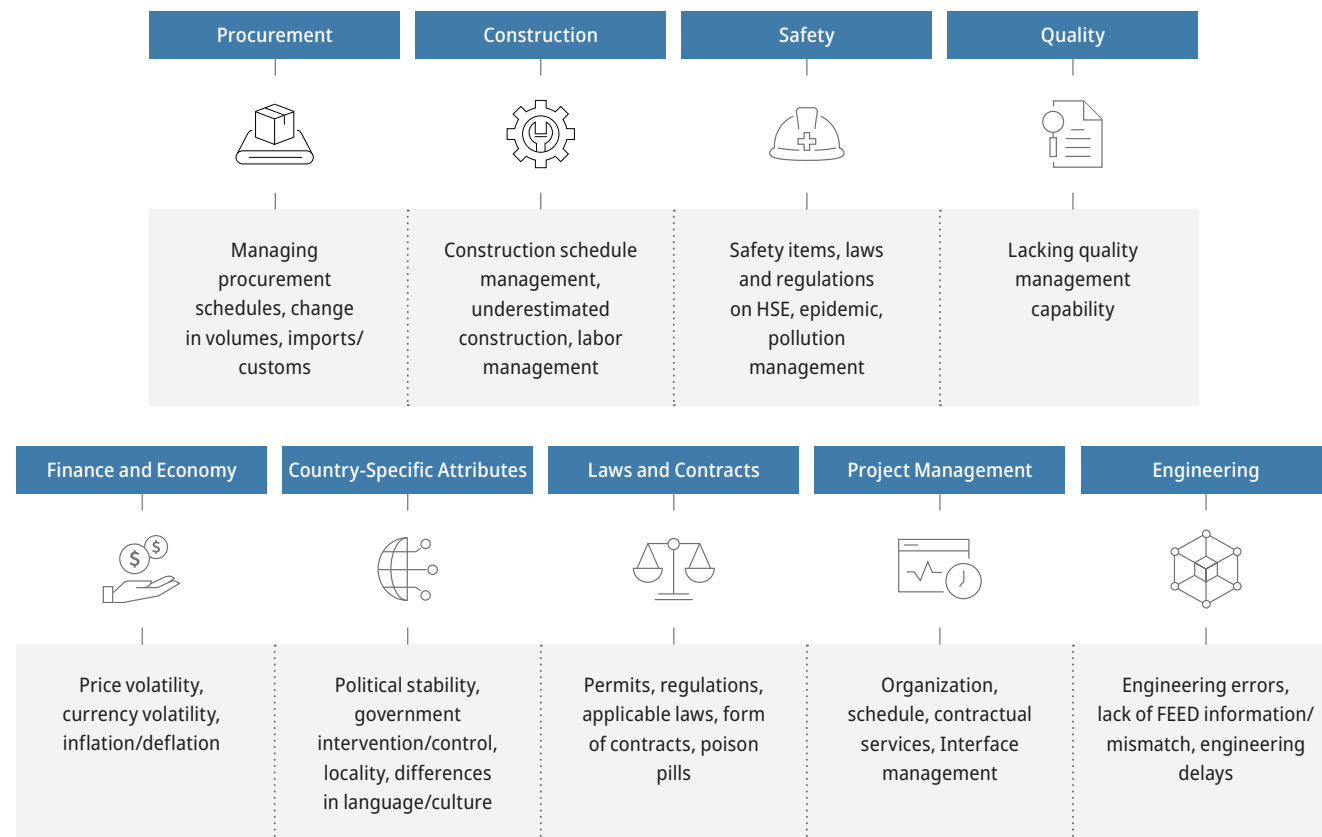 Procurement
Construction
Safety
Quality
Managing
procurement
schedules, change
in volumes, imports/
customs
Construction schedule
management,
underestimated
construction, labor
management
Safety items, laws
and regulations
on HSE, epidemic,
pollution
management
Lacking quality
management
capability
Finance and Economy
Country-Specific Attributes
Laws and Contracts
Project Management
Engineering
$
$
Price volatility,
currency volatility,
inflation/deflation
Political stability,
government
intervention/control,
locality, differences
in language/culture
Permits, regulations,
applicable laws, form
of contracts, poison
pills
Organization,
schedule, contractual
services, Interface
management
Engineering errors,
lack of FEED information/
mismatch, engineering
delays